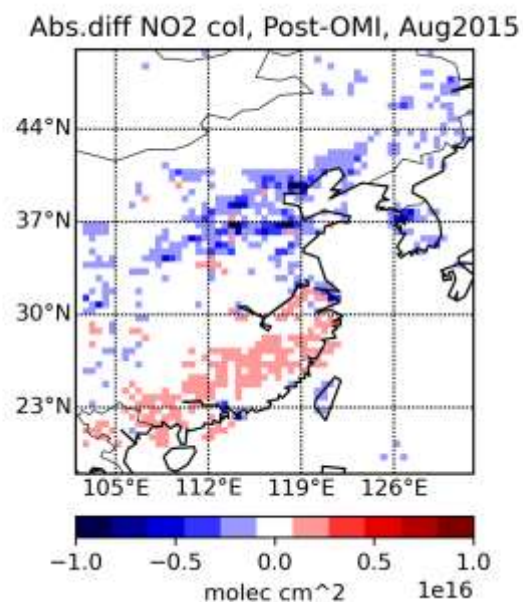 Abs.diff NO2 col, Post-OMI, Aug2015
44°N
37°N
30°N
23°N
105°E 112°E 119°E 126°E
−1.0 −0.5 0.0 0.5 1.0
molec cm^2 1e16